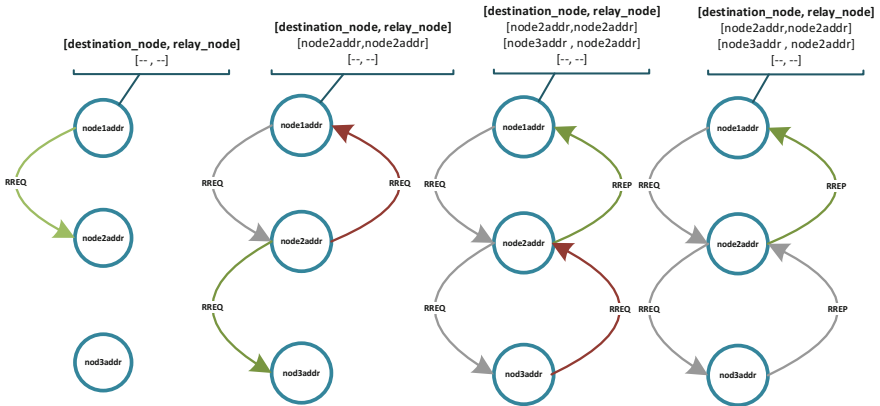 [destination_node, relay_node]
[-- , --]
node1addr
RREQ
node2addr
nod3addr
[destination_node, relay_node]
[node2addr,node2addr]
[--, --]
node1addr
RREQ
RREQ
node2addr
RREQ
nod3addr
[destination_node, relay_node]
[node2addr,node2addr]
[node3addr , node2addr]
[--, --]
node1addr
RREQ
RREP
node2addr
RREQ
RREQ
nod3addr
[destination_node, relay_node]
[node2addr,node2addr]
[node3addr , node2addr]
[--, --]
node1addr
RREQ
RREP
node2addr
RREQ
RREP
nod3addr